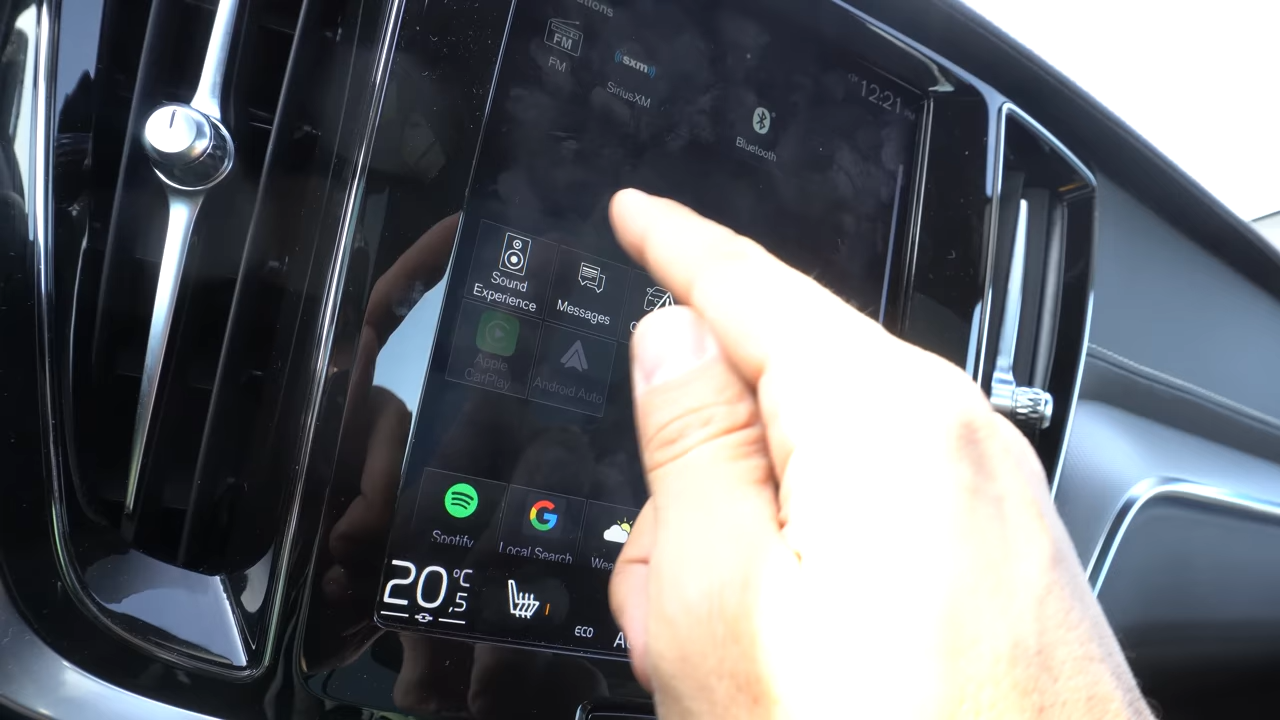 FM
FM
sxm
SiriusXM
12:21
Bluetooth
Sound
Experience
Messages
Apple
CarPlay
Android Auto
Spotify
Local Search
20,5 °C
ECO